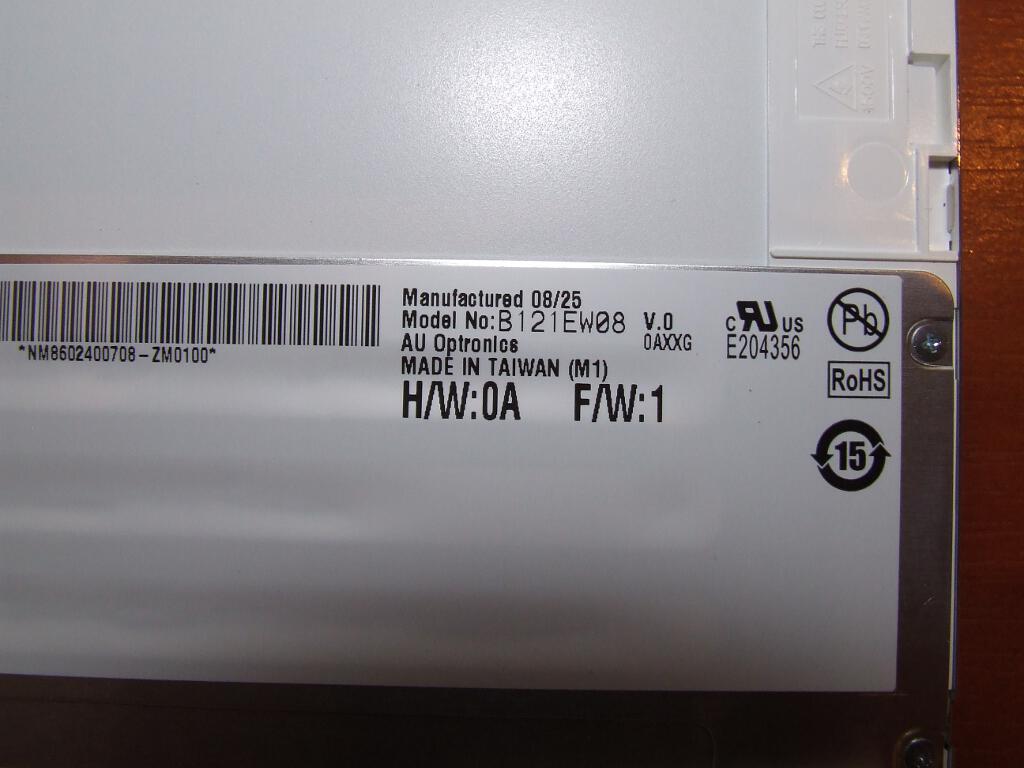 *NM8602400708-ZM0100*
Manufactured 08/25
Model No:B121EW08 V.0
AU Optronics 0AXXG
MADE IN TAIWAN (M1)
H/W:0A F/W:1
c RU US
E204356
Pb
RoHS
15